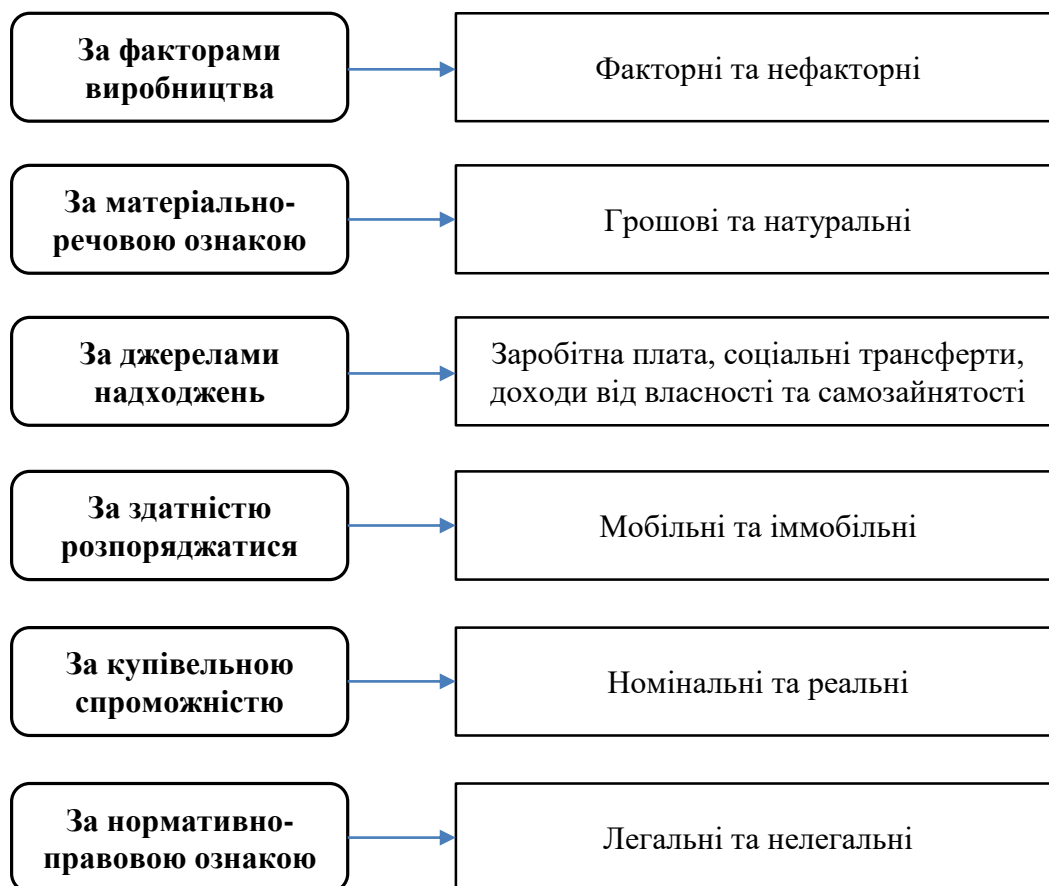 За факторами
виробництва
Факторні та нефакторні
За матеріально-
речовою ознакою
Грошові та натуральні
За джерелами
надходжень
Заробітна плата, соціальні трансферти,
доходи від власності та самозайнятості
За здатністю
розпоряджатися
Мобільні та іммобільні
За купівельною
спроможністю
Номінальні та реальні
За нормативно-
правовою ознакою
Легальні та нелегальні